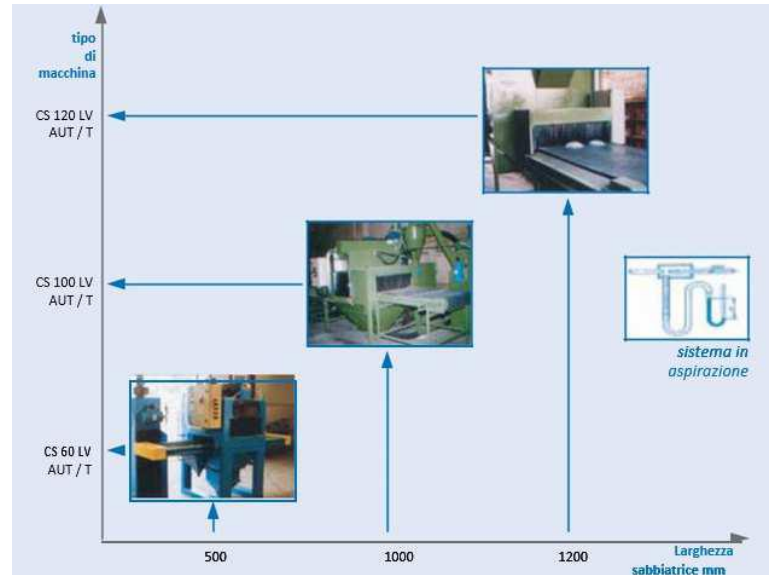 tipo
di
macchina
CS 120 LV
AUT / T
CS 100 LV
AUT / T
sistema in
aspirazione
CS 60 LV
AUT / T
500
1000
1200
Larghezza
sabbiatrice mm